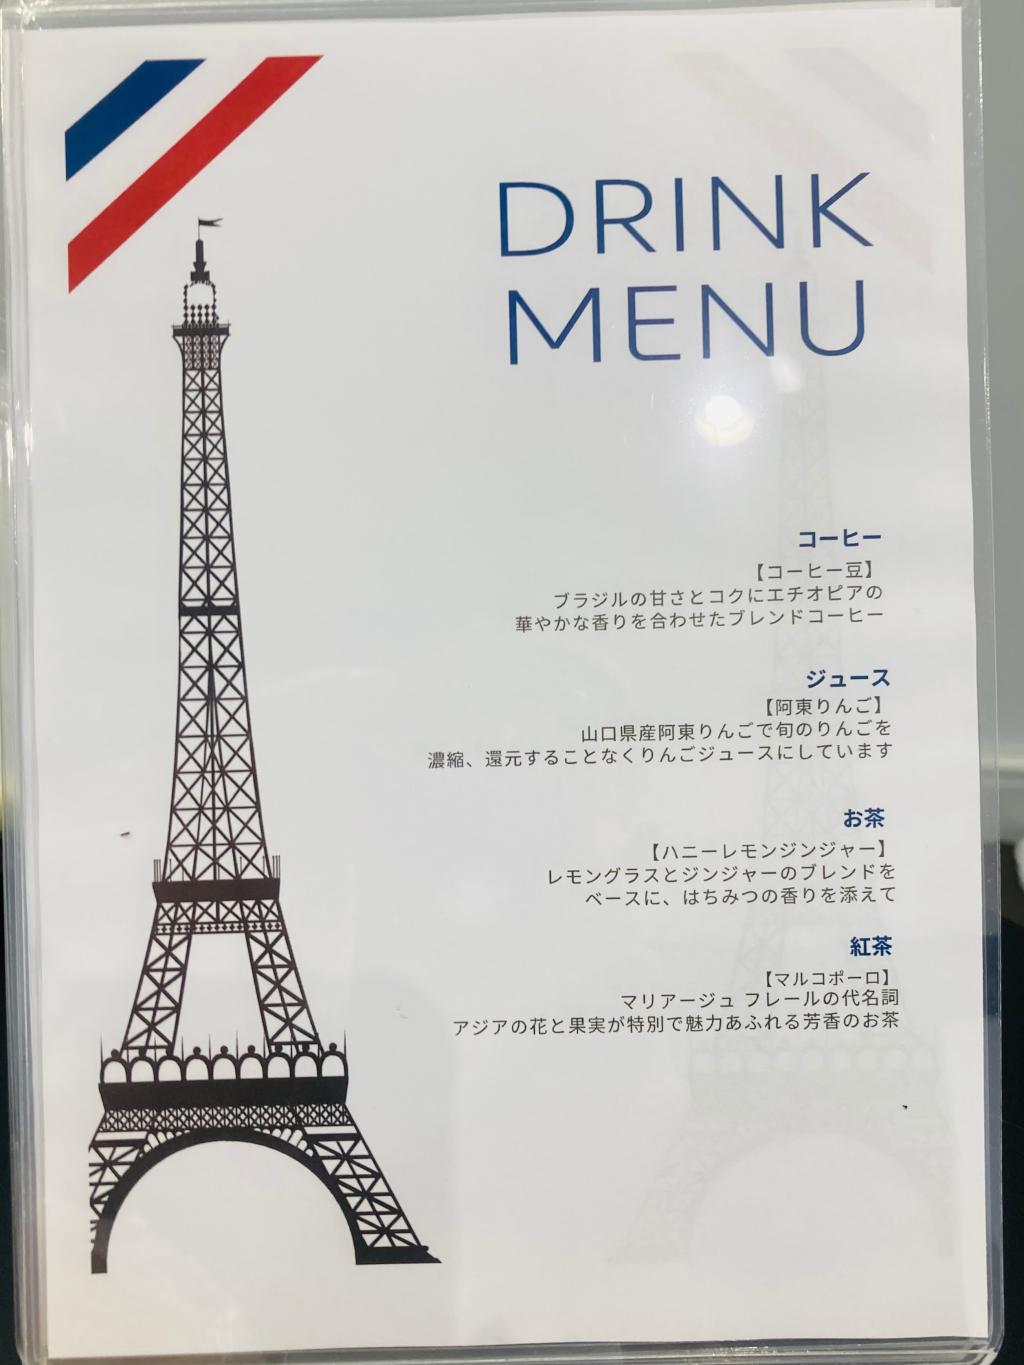 DRINK
MENU
コーヒー
【コーヒー豆】
ブラジルの甘さとコクにエチオピアの
華やかな香りを合わせたブレンドコーヒー
ジュース
【阿東りんご】
山口県産阿東りんごで旬のりんごを
濃縮、還元することなくりんごジュースにしています
お茶
【ハニーレモンジンジャー】
レモングラスとジンジャーのブレンドを
ベースに、はちみつの香りを添えて
紅茶
【マルコポーロ】
マリアージュ フレールの代名詞
アジアの花と果実が特別で魅力あふれる芳香のお茶